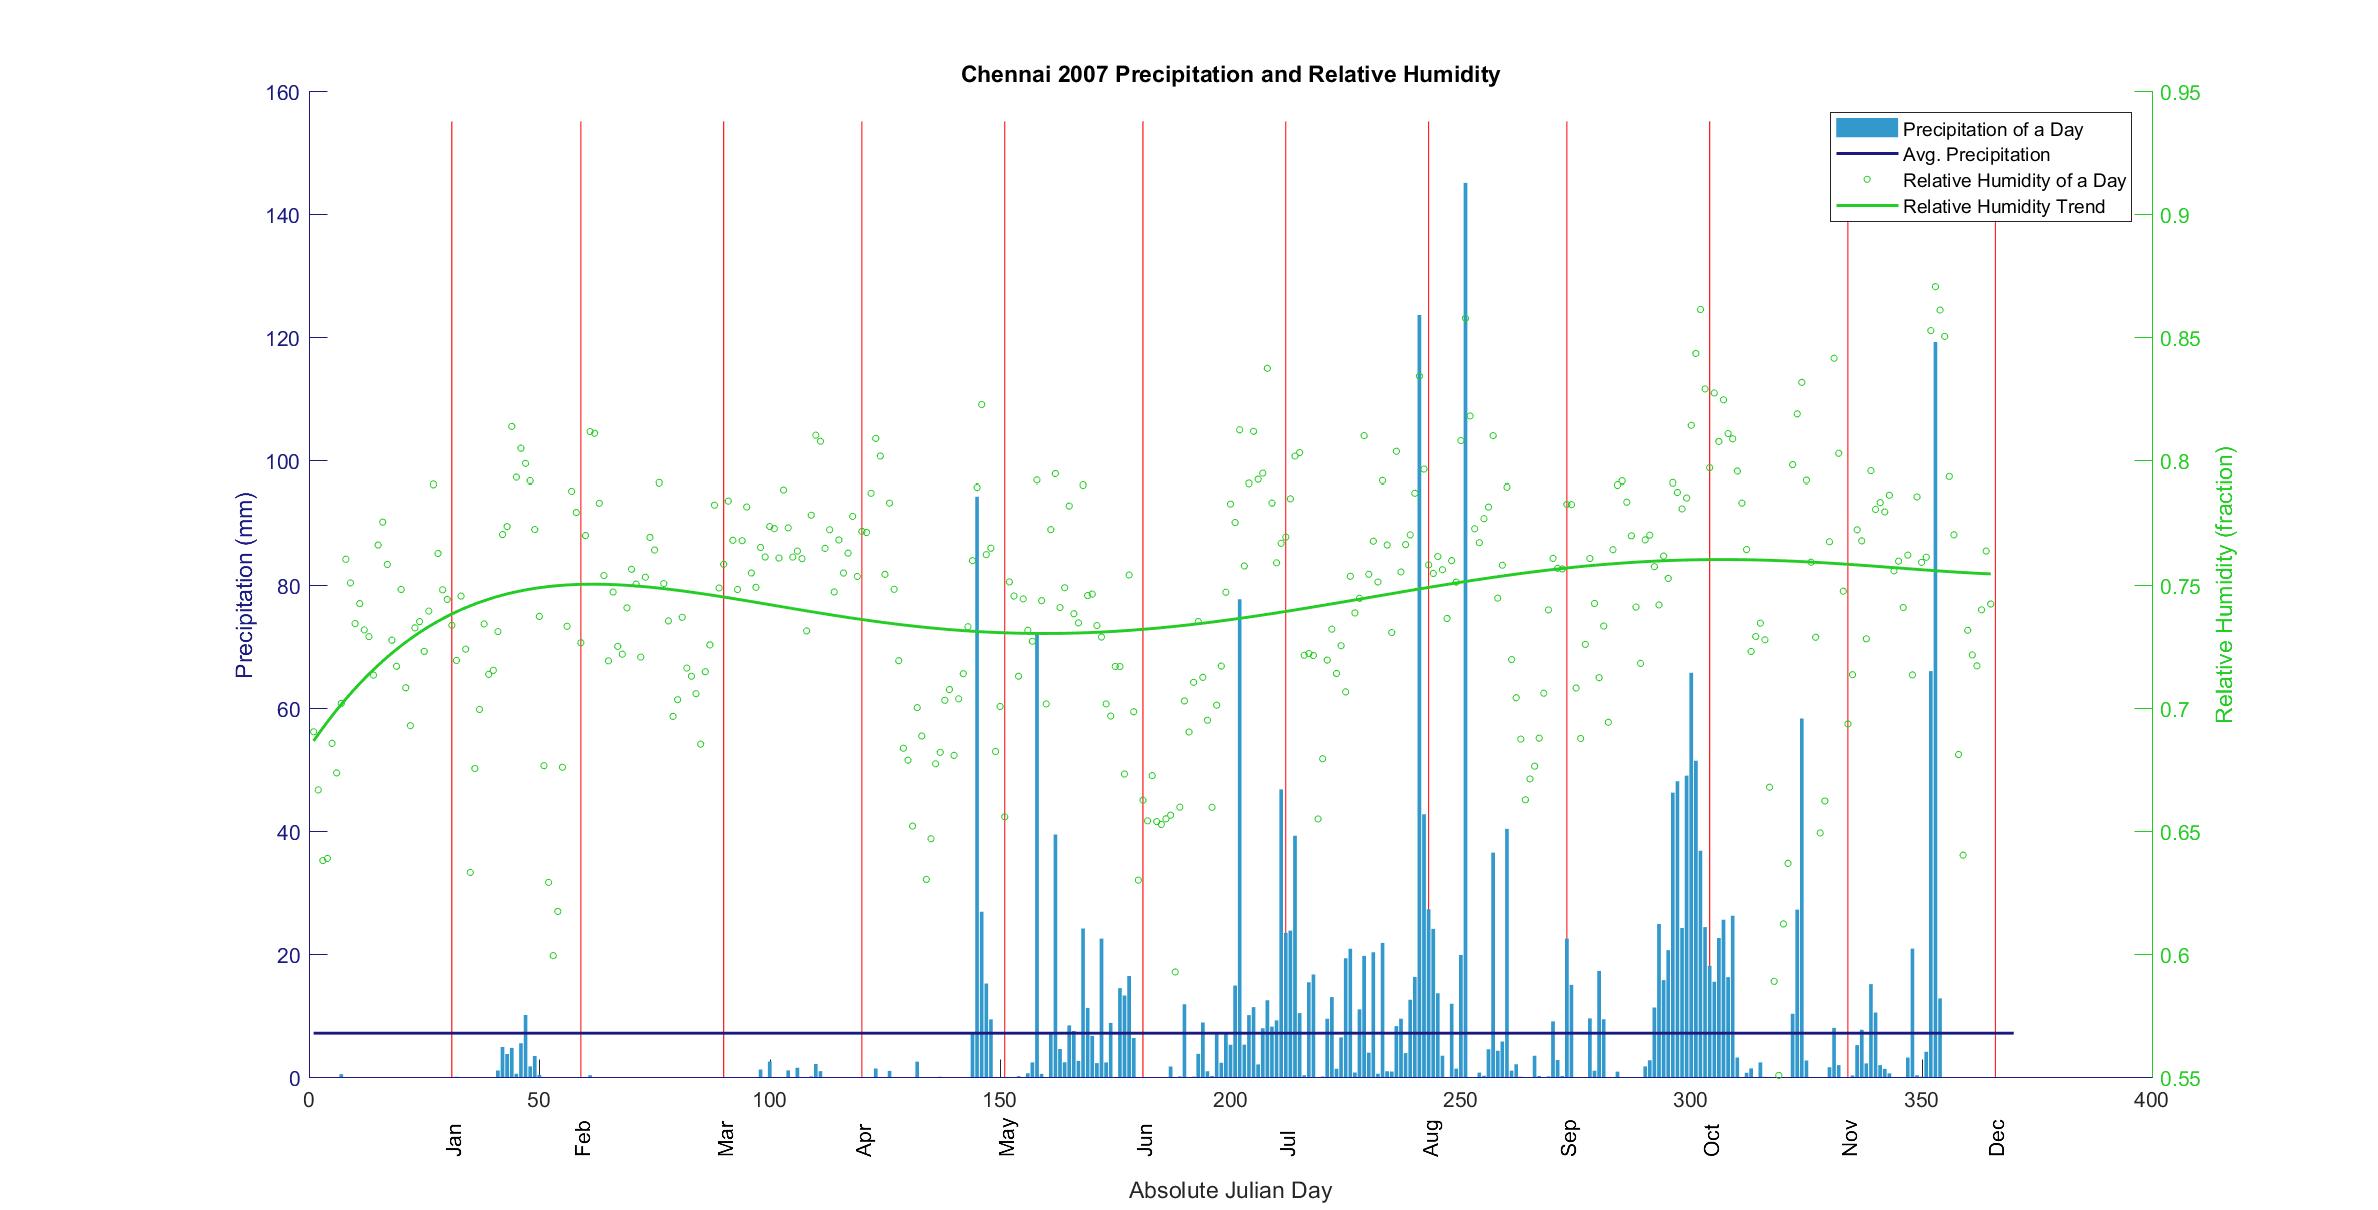 Chennai 2007 Precipitation and Relative Humidity
160
140
120
100
80
60
40
20
0
Precipitation (mm)
0.95
0.9
0.85
0.8
0.75
0.7
0.65
0.6
0.55
Relative Humidity (fraction)
Precipitation of a Day
Avg. Precipitation
Relative Humidity of a Day
Relative Humidity Trend
0 50 100 150 200 250 300 350 400
Jan Feb Mar Apr May Jun Jul Aug Sep Oct Nov Dec
Absolute Julian Day